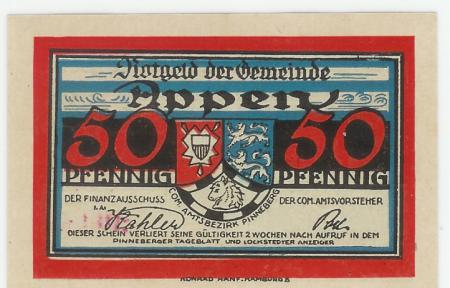 Notgeld der Gemeinde
Appen
50 50
PFENNIG PFENNIG
COM. AMTSBEZIRK PINNEBERG
DER FINANZAUSSCHUSS DER COM. AMTSVORSTEHER
I.A.
DIESER SCHEIN VERLIERT SEINE GÜLTIGKEIT 2 WOCHEN NACH AUFRUF IN DEM
PINNEBERGER TAGEBLATT UND LOCKSTEDTER ANZEIGER
KONRAD HANF, HAMBURG 8